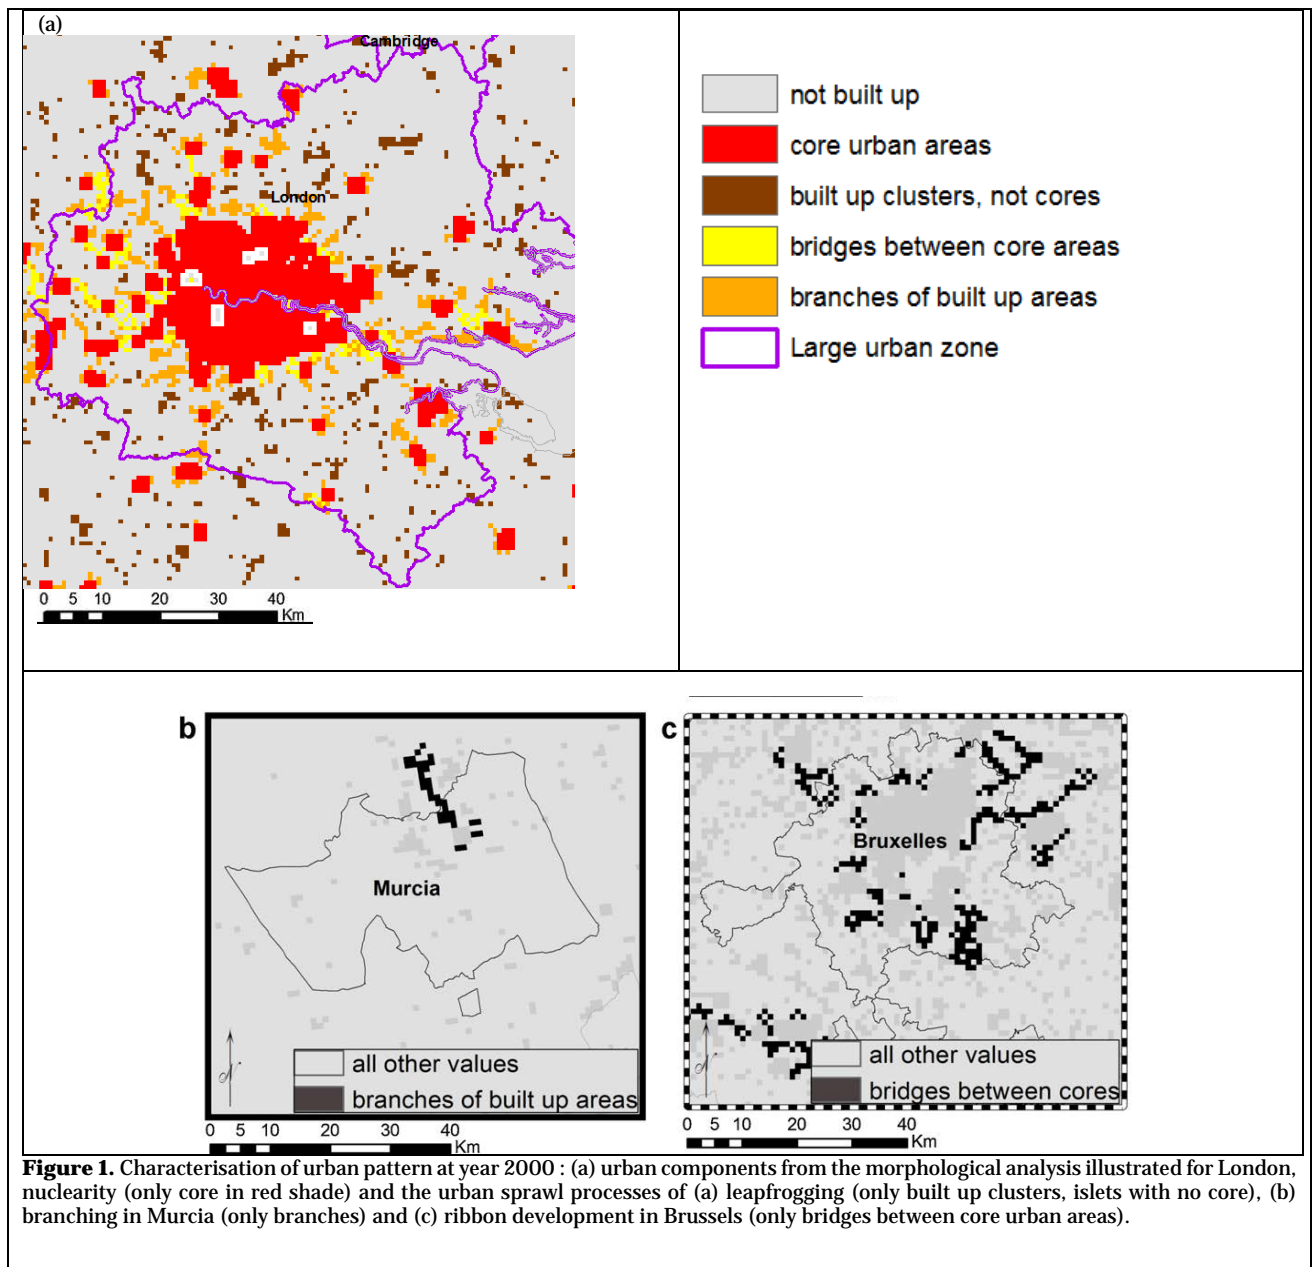 (a)
Cambridge
London
0 5 10 20 30 40
Km
not built up
core urban areas
built up clusters, not cores
bridges between core areas
branches of built up areas
Large urban zone
b
Murcia
all other values
branches of built up areas
0 5 10 20 30 40
Km
c
Bruxelles
all other values
bridges between cores
0 5 10 20 30 40
Km
Figure 1. Characterisation of urban pattern at year 2000 : (a) urban components from the morphological analysis illustrated for London,
nuclearity (only core in red shade) and the urban sprawl processes of (a) leapfrogging (only built up clusters, islets with no core), (b)
branching in Murcia (only branches) and (c) ribbon development in Brussels (only bridges between core urban areas).